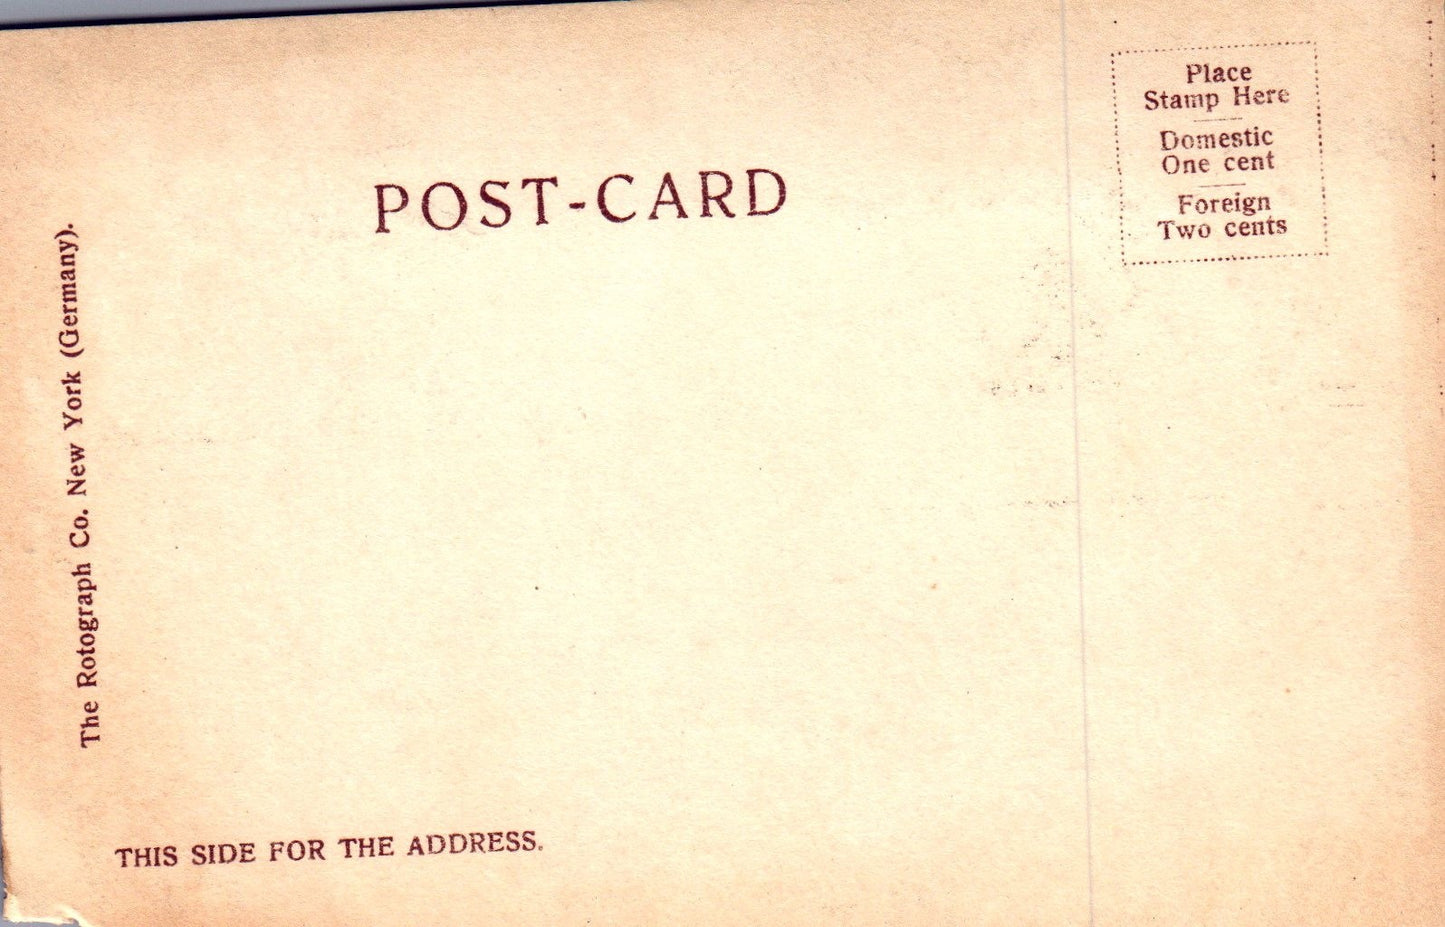 POST-CARD
Place
Stamp Here
Domestic
One cent
Foreign
Two cents
The Rotograph Co. New York (Germany).
THIS SIDE FOR THE ADDRESS.